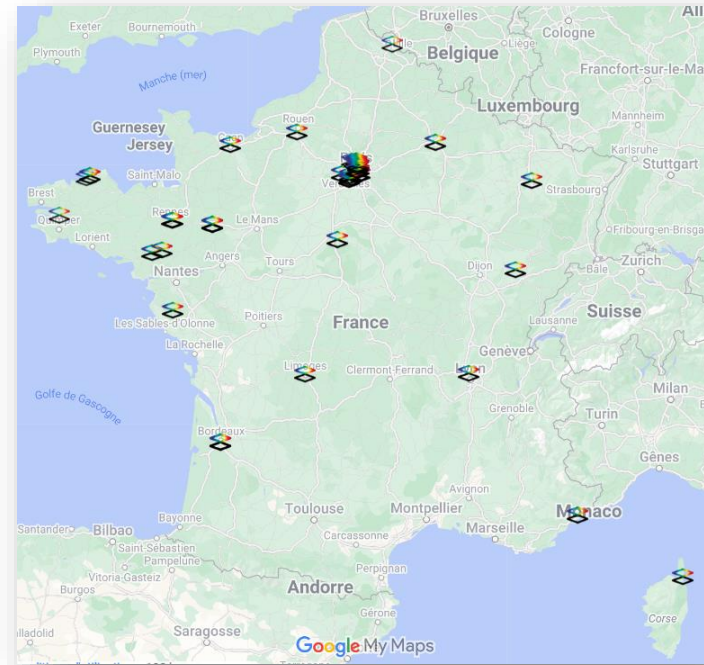 Exeter
Bournemouth
Bruxelles
Cologne
Plymouth
Liège
Belgique
Manche (mer)
Francfort-sur-le-Ma
Luxembourg
Rouen
Mannheim
Guernesey
Jersey
Karlsruhe
Stuttgart
Saint-Malo
Strasbourg
Brest
Rennes
Le Mans
Lorient
Fribourg-en-Brisga
Angers
Tours
Zurich
Dijon
Bâle
Nantes
Suisse
Les Sables-d'Olonne
Poitiers
France
Lausanne
La Rochelle
Genève
Limoges
Clermont-Ferrand
Lyon
Milan
Golfe de Gascogne
Turin
Grenoble
Bordeaux
Gênes
Avignon
Monaco
Toulouse
Montpellier
Bayonne
Marseille
Santander
Bilbao
Carcassonne
Saint-Sébastien
Pampelune
Vitoria-Gasteiz
Perpignan
Andorre
Burgos
Corse
Gérone
lladolid
Saragosse
Google My Maps